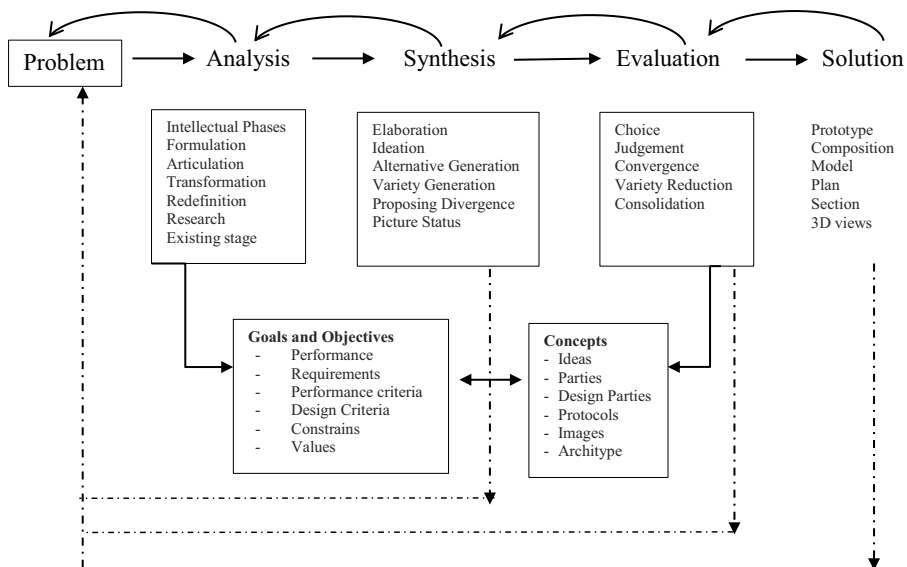 Problem
Analysis
Synthesis
Evaluation
Solution
Intellectual Phases
Formulation
Articulation
Transformation
Redefinition
Research
Existing stage
Elaboration
Ideation
Alternative Generation
Variety Generation
Proposing Divergence
Picture Status
Choice
Judgement
Convergence
Variety Reduction
Consolidation
Prototype
Composition
Model
Plan
Section
3D views
Goals and Objectives
- Performance
- Requirements
- Performance criteria
- Design Criteria
- Constrains
- Values
Concepts
- Ideas
- Parties
- Design Parties
- Protocols
- Images
- Architype